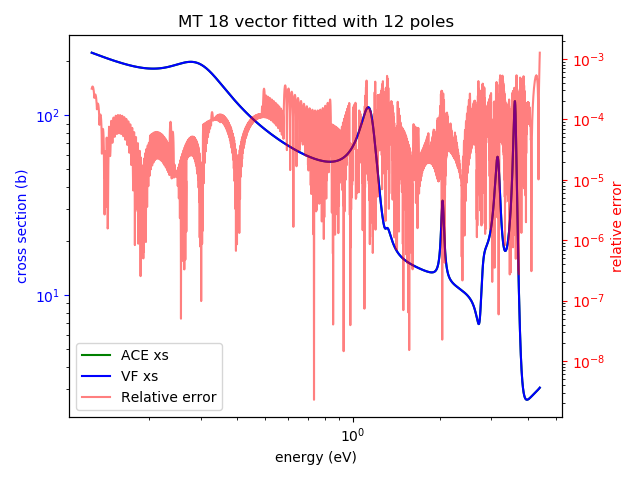 MT 18 vector fitted with 12 poles
cross section (b)
10²
10¹
10⁻³
10⁻⁴
10⁻⁵
10⁻⁶
10⁻⁷
10⁻⁸
relative error
ACE xs
VF xs
Relative error
10⁰
energy (eV)